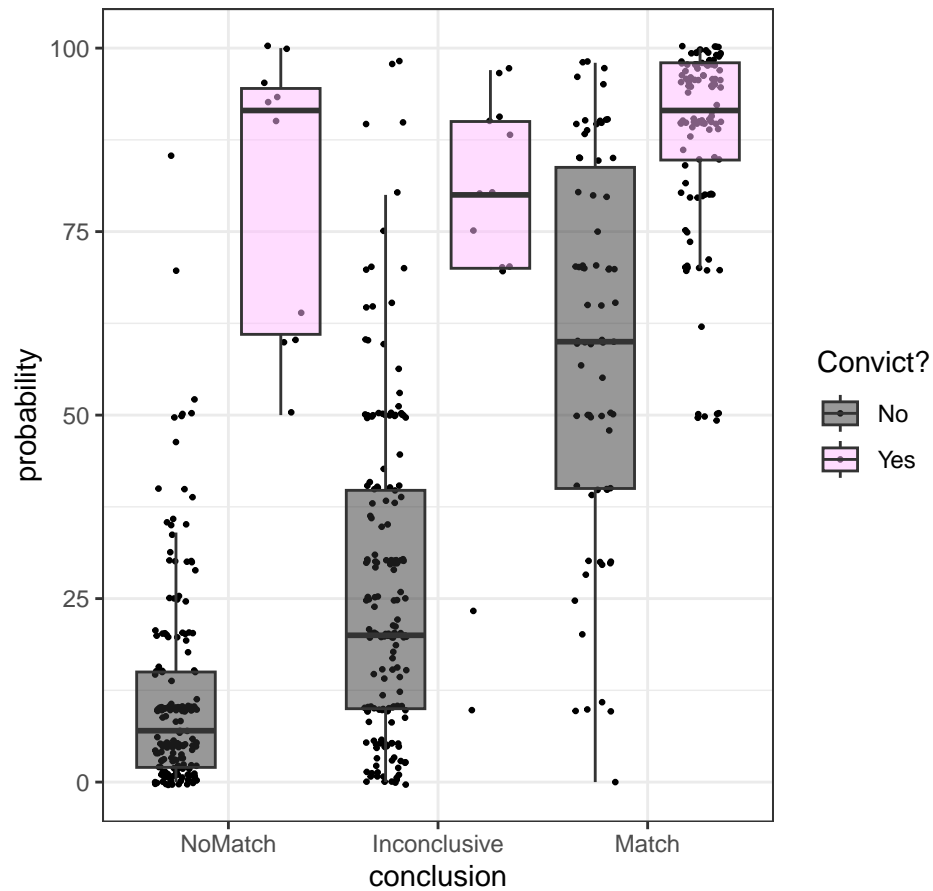 100
75
50
25
0
probability
NoMatch Inconclusive Match
conclusion
Convict?
No
Yes